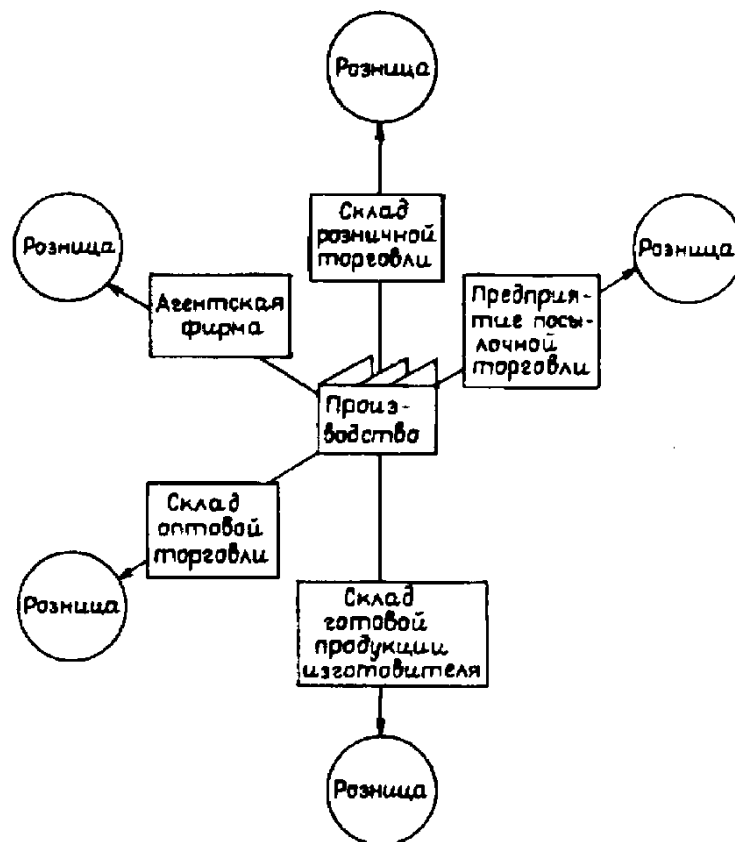 Розница
Склад
розничной
торговли
Розница
Розница
Агентская
фирма
Предприя-
тие посы-
лочной
торговли
Произ-
водство
Склад
оптовой
торговли
Розница
Склад
готовой
продукции
изготовителя
Розница